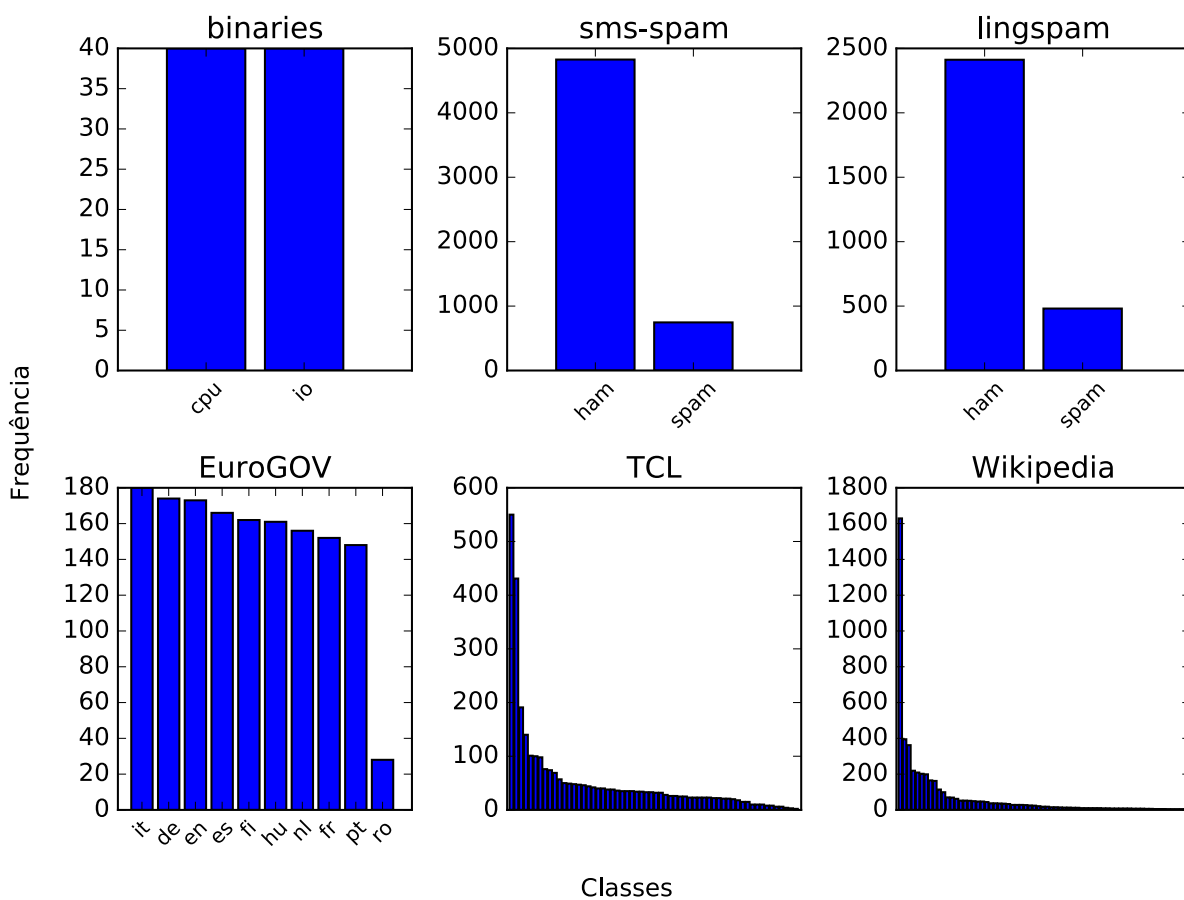 binaries
40
35
30
25
20
15
10
5
0
cpu
io
sms-spam
5000
4000
3000
2000
1000
0
ham
spam
lingspam
2500
2000
1500
1000
500
0
ham
spam
Frequência
EuroGOV
180
160
140
120
100
80
60
40
20
0
it
de
en
es
fi
hu
nl
fr
pt
ro
TCL
600
500
400
300
200
100
0
Wikipedia
1800
1600
1400
1200
1000
800
600
400
200
0
Classes